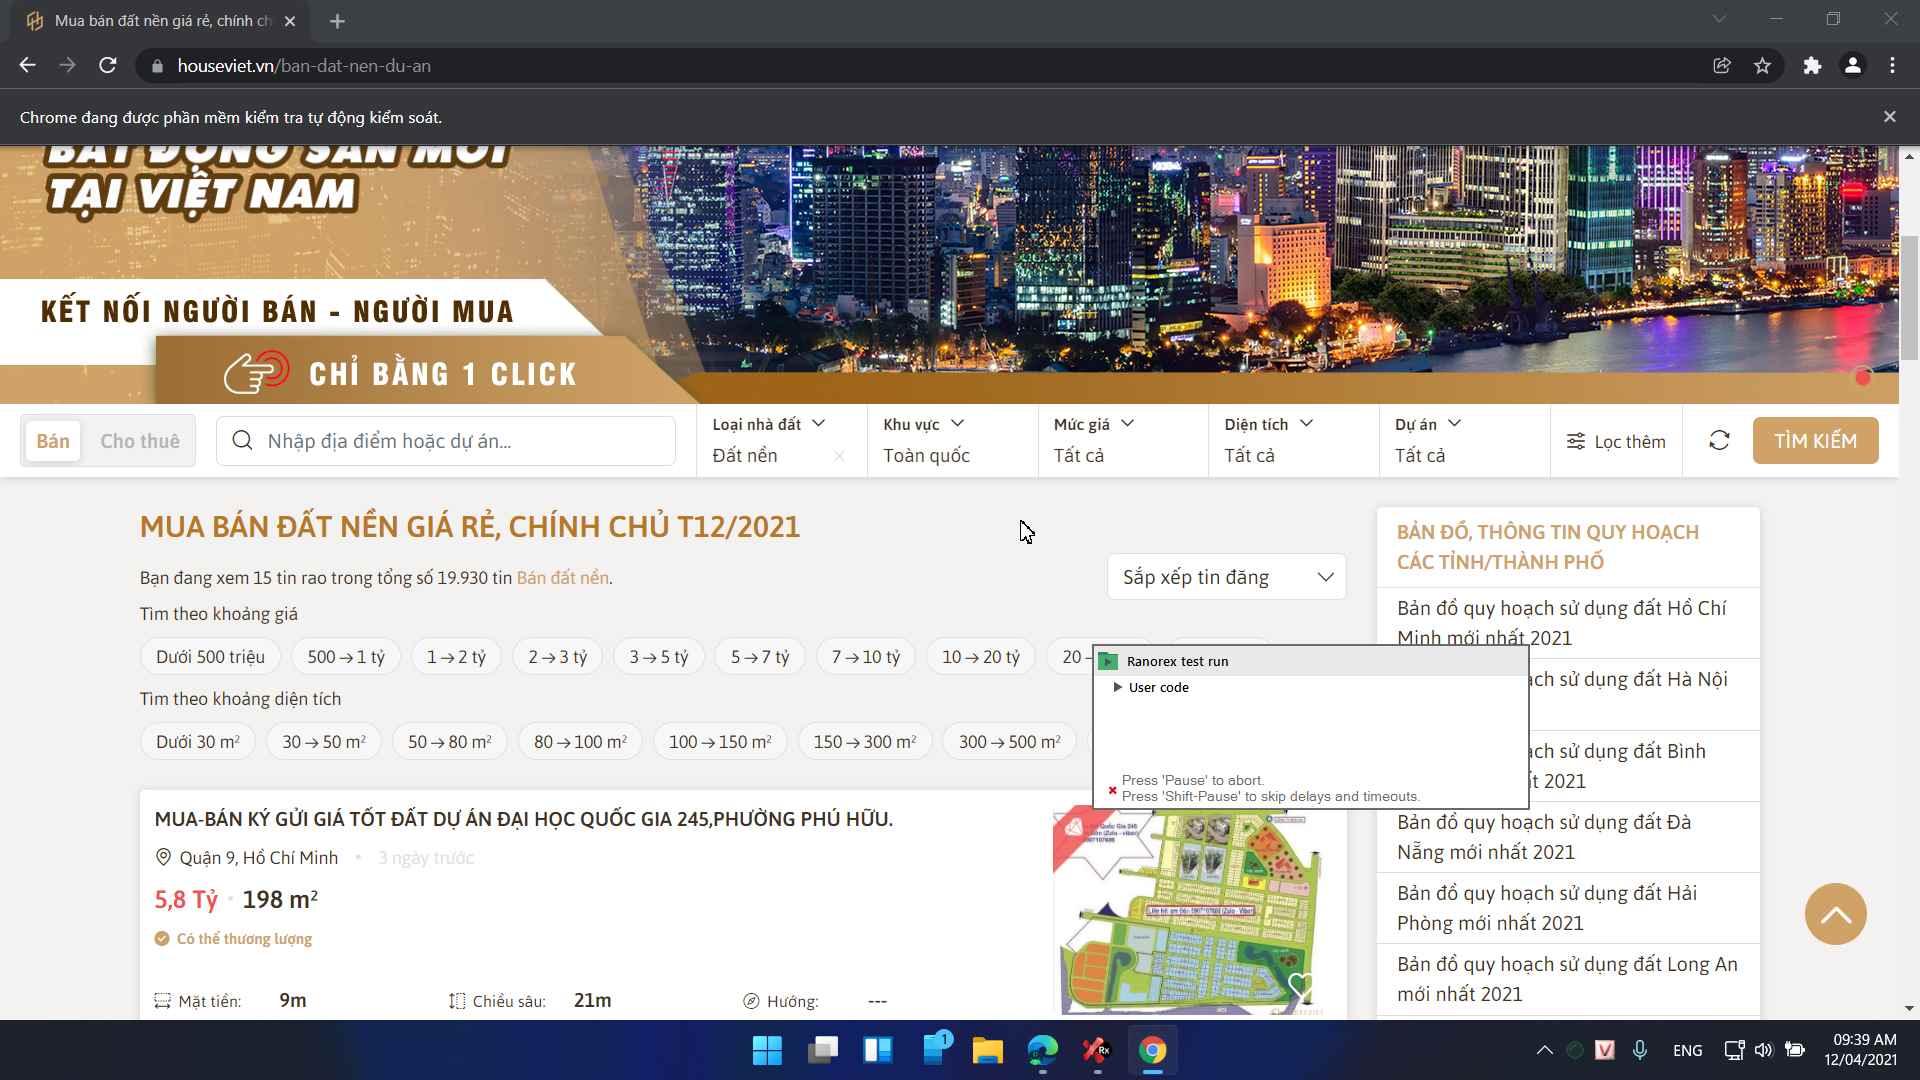 Mua bán đất nền giá rẻ, chính ch
houseviet.vn/ban-dat-nen-du-an
Chrome đang được phần mềm kiểm tra tự động kiểm soát.
BẤT ĐỘNG SẢN MỚI
TẠI VIỆT NAM
KẾT NỐI NGƯỜI BÁN - NGƯỜI MUA
CHỈ BẰNG 1 CLICK
Bán
Cho thuê
Nhập địa điểm hoặc dự án...
Loại nhà đất
Đất nền
Khu vực
Toàn quốc
Mức giá
Tất cả
Diện tích
Tất cả
Dự án
Tất cả
Lọc thêm
TÌM KIẾM
MUA BÁN ĐẤT NỀN GIÁ RẺ, CHÍNH CHỦ T12/2021
Bạn đang xem 15 tin rao trong tổng số 19.930 tin Bán đất nền.
Sắp xếp tin đăng
Tìm theo khoảng giá
Dưới 500 triệu
500 → 1 tỷ
1 → 2 tỷ
2 → 3 tỷ
3 → 5 tỷ
5 → 7 tỷ
7 → 10 tỷ
10 → 20 tỷ
20
Tìm theo khoảng diện tích
Dưới 30 m²
30 → 50 m²
50 → 80 m²
80 → 100 m²
100 → 150 m²
150 → 300 m²
300 → 500 m²
Ranorex test run
User code
Press 'Pause' to abort.
Press 'Shift-Pause' to skip delays and timeouts.
MUA-BÁN KÝ GỬI GIÁ TỐT ĐẤT DỰ ÁN ĐẠI HỌC QUỐC GIA 245,PHƯỜNG PHÚ HỮU.
Quận 9, Hồ Chí Minh • 3 ngày trước
5,8 Tỷ • 198 m²
Có thể thương lượng
Mặt tiền: 9m
Chiều sâu: 21m
Hướng: ---
BẢN ĐỒ, THÔNG TIN QUY HOẠCH
CÁC TỈNH/THÀNH PHỐ
Bản đồ quy hoạch sử dụng đất Hồ Chí
Minh mới nhất 2021
ạch sử dụng đất Hà Nội
ạch sử dụng đất Bình
t 2021
Bản đồ quy hoạch sử dụng đất Đà
Nẵng mới nhất 2021
Bản đồ quy hoạch sử dụng đất Hải
Phòng mới nhất 2021
Bản đồ quy hoạch sử dụng đất Long An
mới nhất 2021
1
Rx
ENG
09:39 AM
12/04/2021